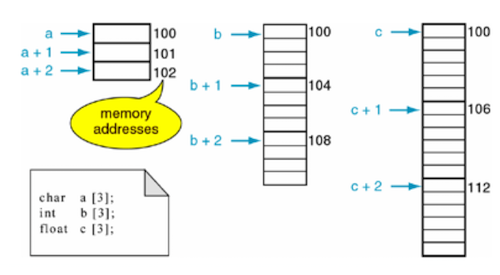 a
100
a + 1
101
a + 2
102
memory
addresses
b
100
b + 1
104
b + 2
108
c
100
c + 1
106
c + 2
112
char a [3];
int b [3];
float c [3];